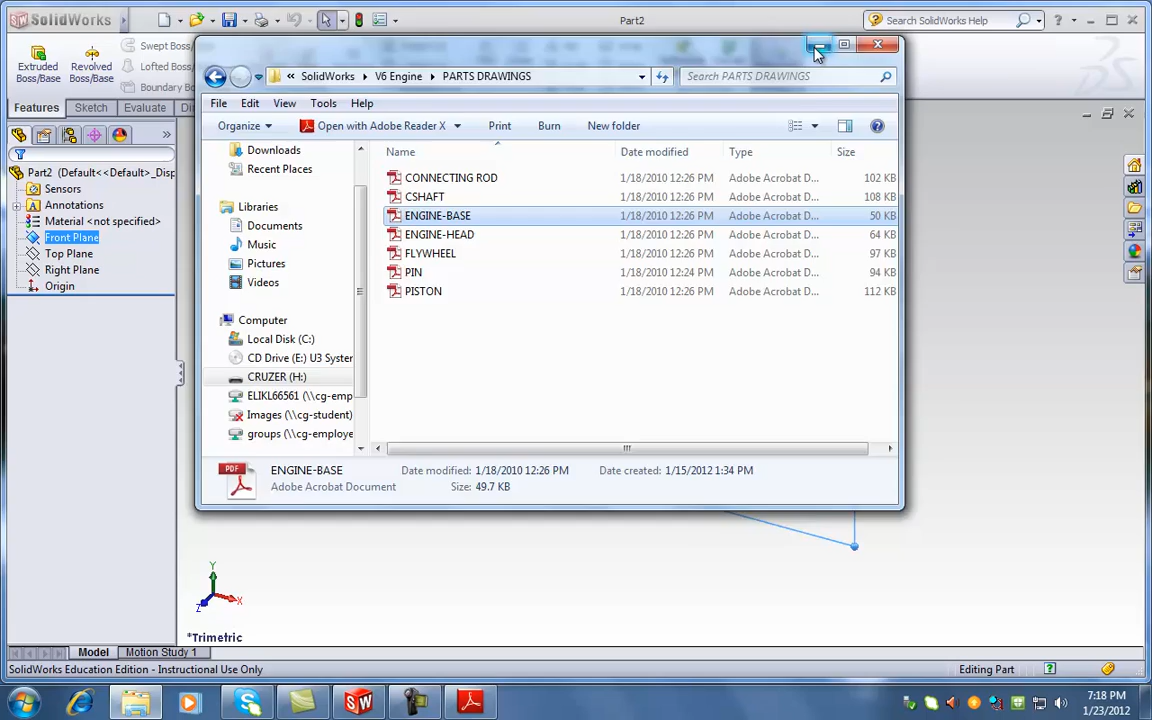 SolidWorks
Part2
Search SolidWorks Help
Extruded Boss/Base
Revolved Boss/Base
Swept Boss/
Lofted Boss/
Boundary Bo
Features
Sketch
Evaluate
Di
SolidWorks
V6 Engine
PARTS DRAWINGS
Search PARTS DRAWINGS
File
Edit
View
Tools
Help
Organize
Open with Adobe Reader X
Print
Burn
New folder
Part2 (Default<<Default>_Disp
Sensors
Annotations
Material <not specified>
Front Plane
Top Plane
Right Plane
Origin
Downloads
Recent Places
Libraries
Documents
Music
Pictures
Videos
Computer
Local Disk (C:)
CD Drive (E:) U3 Syster
CRUZER (H:)
ELIKL66561 (\\cg-emp
Images (\\cg-student)
groups (\\cg-employe
Name Date modified Type Size
CONNECTING ROD 1/18/2010 12:26 PM Adobe Acrobat D... 102 KB
CSHAFT 1/18/2010 12:26 PM Adobe Acrobat D... 108 KB
ENGINE-BASE 1/18/2010 12:26 PM Adobe Acrobat D... 50 KB
ENGINE-HEAD 1/18/2010 12:26 PM Adobe Acrobat D... 64 KB
FLYWHEEL 1/18/2010 12:26 PM Adobe Acrobat D... 97 KB
PIN 1/18/2010 12:24 PM Adobe Acrobat D... 94 KB
PISTON 1/18/2010 12:26 PM Adobe Acrobat D... 112 KB
PDF
ENGINE-BASE Date modified: 1/18/2010 12:26 PM Date created: 1/15/2012 1:34 PM
Adobe Acrobat Document Size: 49.7 KB
Y
X
Z
*Trimetric
Model
Motion Study 1
SolidWorks Education Edition - Instructional Use Only
Editing Part
7:18 PM
1/23/2012